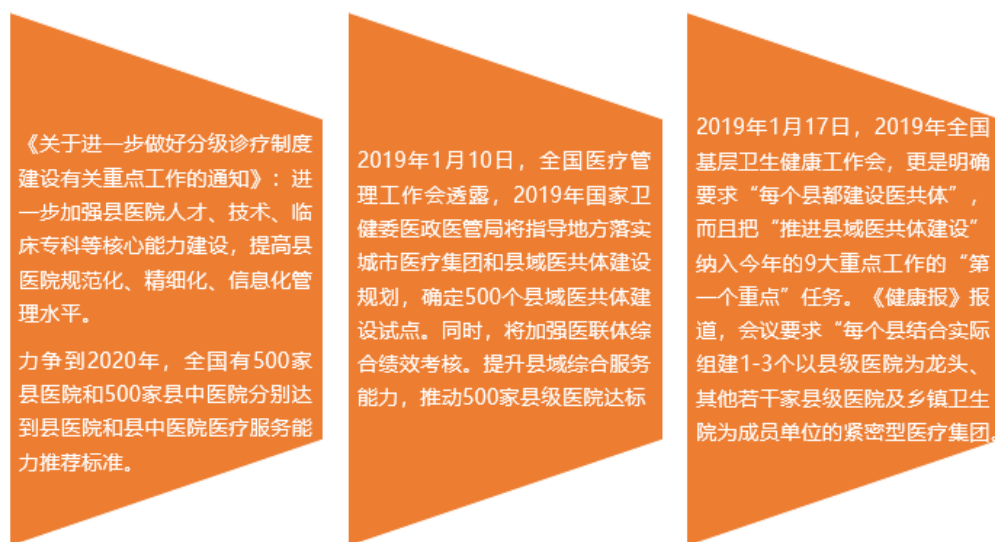 《关于进一步做好分级诊疗制度
建设有关重点工作的通知》：进
一步加强县医院人才、技术、临
床专科等核心能力建设，提高县
医院规范化、精细化、信息化管
理水平。
力争到2020年，全国有500家
县医院和500家县中医院分别达
到县医院和县中医院医疗服务能
力推荐标准。
2019年1月10日，全国医疗管
理工作会透露，2019年国家卫
健委医政医管局将指导地方落实
城市医疗集团和县域医共体建设
规划，确定500个县域医共体建
设试点。同时，将加强医联体综
合绩效考核。提升县域综合服务
能力，推动500家县级医院达标
2019年1月17日，2019年全国
基层卫生健康工作会，更是明确
要求“每个县都建设医共体”，
而且把“推进县域医共体建设”
纳入今年的9大重点工作的“第
一个重点”任务。《健康报》报
道，会议要求“每个县结合实际
组建1-3个以县级医院为龙头、
其他若干家县级医院及乡镇卫生
院为成员单位的紧密型医疗集团。